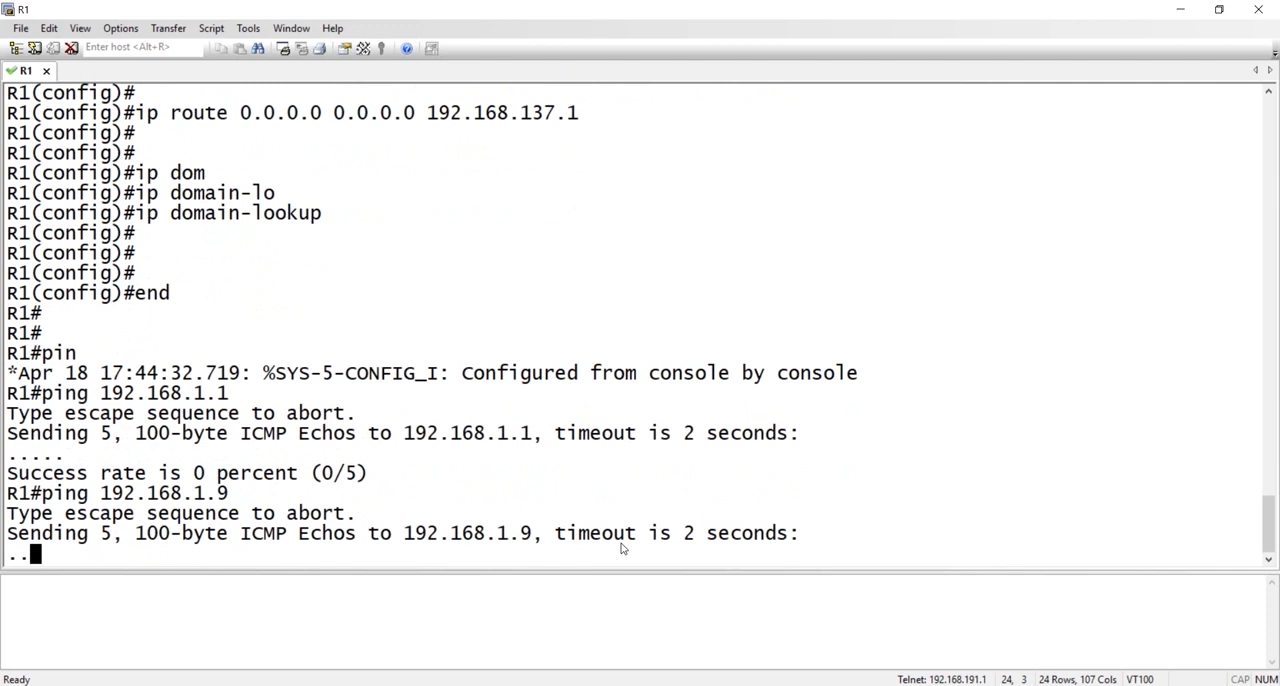 R1
File Edit View Options Transfer Script Tools Window Help
Enter host <Alt+R>
R1
R1(config)#
R1(config)#ip route 0.0.0.0 0.0.0.0 192.168.137.1
R1(config)#
R1(config)#
R1(config)#ip dom
R1(config)#ip domain-lo
R1(config)#ip domain-lookup
R1(config)#
R1(config)#
R1(config)#
R1(config)#end
R1#
R1#
R1#pin
*Apr 18 17:44:32.719: %SYS-5-CONFIG_I: Configured from console by console
R1#ping 192.168.1.1
Type escape sequence to abort.
Sending 5, 100-byte ICMP Echos to 192.168.1.1, timeout is 2 seconds:
.....
Success rate is 0 percent (0/5)
R1#ping 192.168.1.9
Type escape sequence to abort.
Sending 5, 100-byte ICMP Echos to 192.168.1.9, timeout is 2 seconds:
..
Ready Telnet: 192.168.191.1 24, 3 24 Rows, 107 Cols VT100 CAP NUM